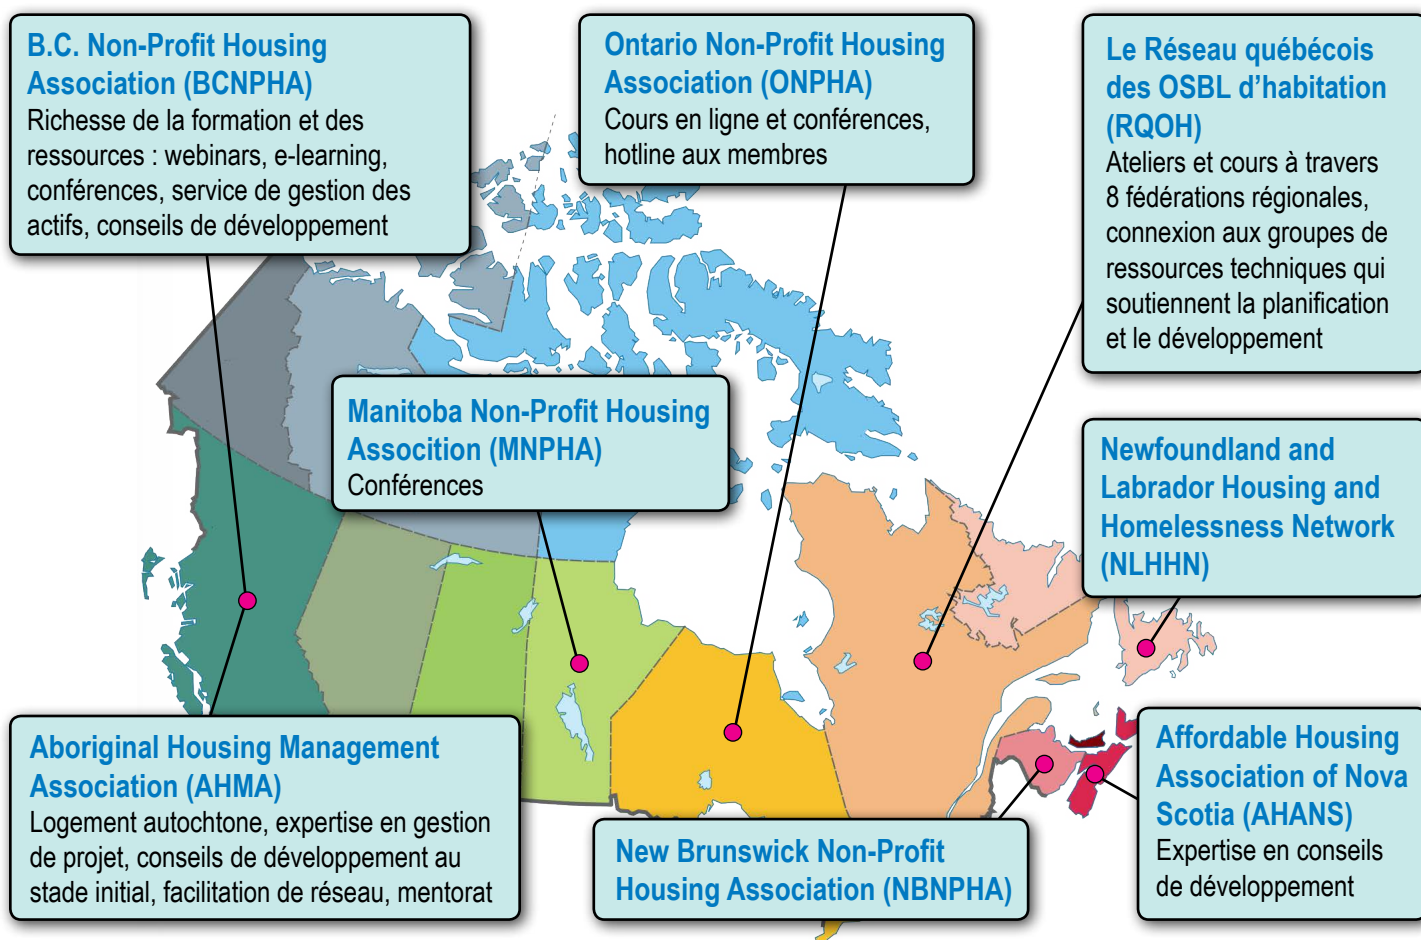 B.C. Non-Profit Housing
Association (BCNPHA)
Richesse de la formation et des
ressources : webinars, e-learning,
conférences, service de gestion des
actifs, conseils de développement
Ontario Non-Profit Housing
Association (ONPHA)
Cours en ligne et conférences,
hotline aux membres
Le Réseau québécois
des OSBL d’habitation
(RQOH)
Ateliers et cours à travers
8 fédérations régionales,
connexion aux groupes de
ressources techniques qui
soutiennent la planification
et le développement
Manitoba Non-Profit Housing
Assocition (MNPHA)
Conférences
Newfoundland and
Labrador Housing and
Homelessness Network
(NLHHN)
Aboriginal Housing Management
Association (AHMA)
Logement autochtone, expertise en gestion
de projet, conseils de développement au
stade initial, facilitation de réseau, mentorat
New Brunswick Non-Profit
Housing Association (NBNPHA)
Affordable Housing
Association of Nova
Scotia (AHANS)
Expertise en conseils
de développement